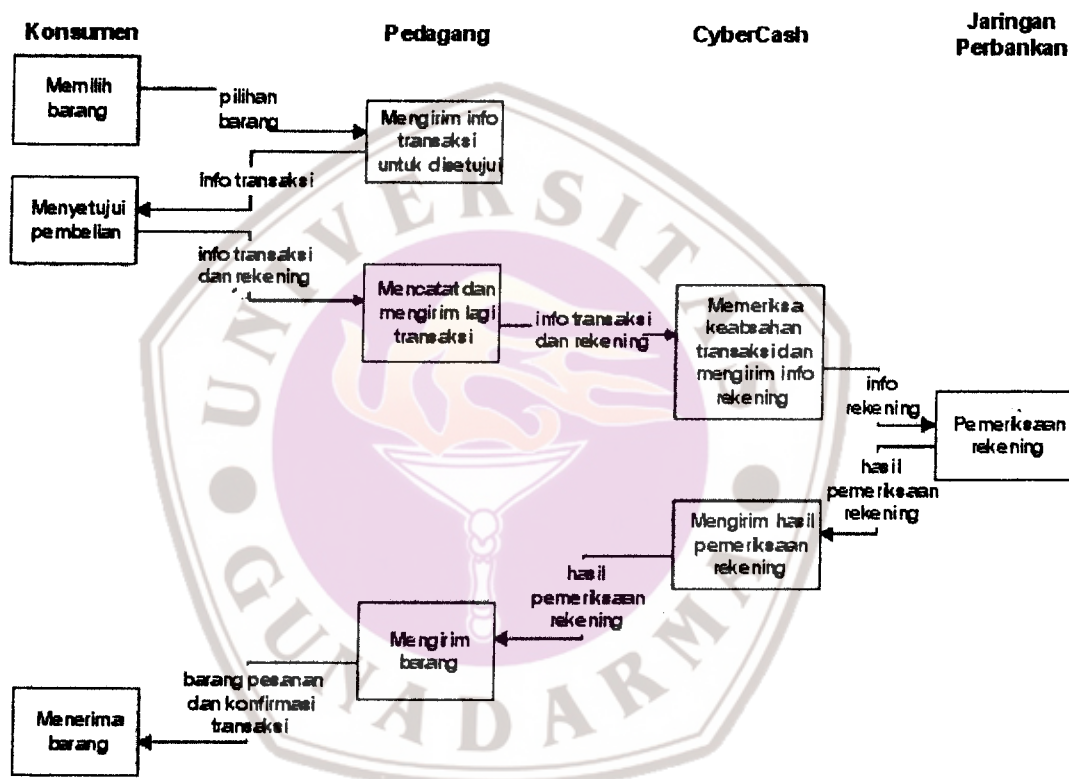 Konsumen
Pedagang
CyberCash
Jaringan
Perbankan
Memilih
barang
pilihan
barang
Mengirim info
transaksi
untuk disetujui
info transaksi
Menyetujui
pembelian
info transaksi
dan rekening
Mencatat dan
mengirim lagi
transaksi
info transaksi
dan rekening
Memeriksa
keabsahan
transaksi dan
mengirim info
rekening
info
rekening
Pemeriksaan
rekening
hasil
pemeriksaan
rekening
Mengirim hasil
pemeriksaan
rekening
hasil
pemeriksaan
rekening
Mengirim
barang
barang pesanan
dan konfirmasi
transaksi
Menerima
barang
UNIVERSITAS
GUNADARMA